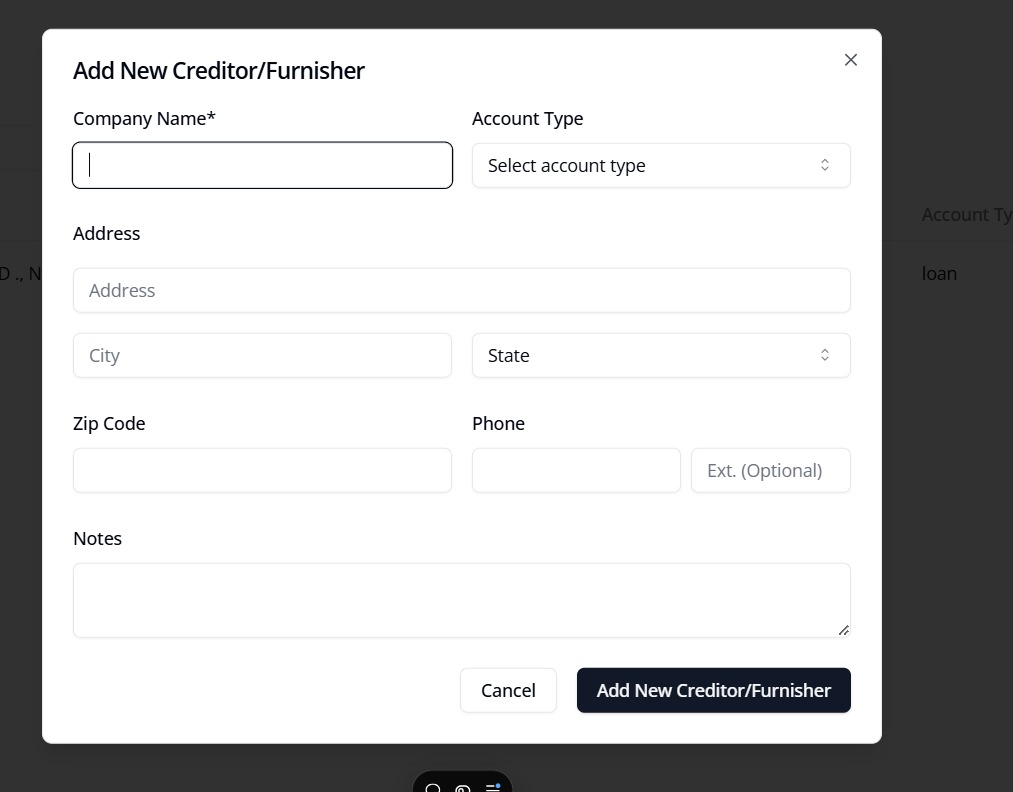 Add New Creditor/Furnisher
Company Name*
Account Type
Select account type
Account Ty
Address
D ., N
loan
Address
City
State
Zip Code
Phone
Ext. (Optional)
Notes
Cancel
Add New Creditor/Furnisher